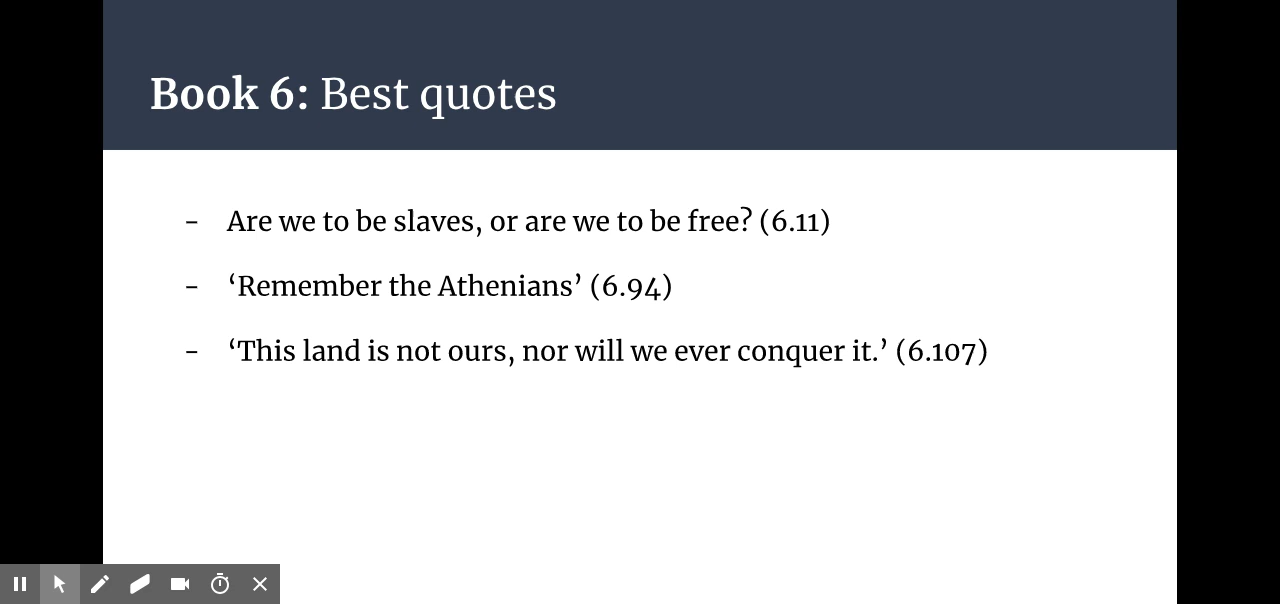 Book 6: Best quotes
- Are we to be slaves, or are we to be free? (6.11)
- ‘Remember the Athenians’ (6.94)
- ‘This land is not ours, nor will we ever conquer it.’ (6.107)